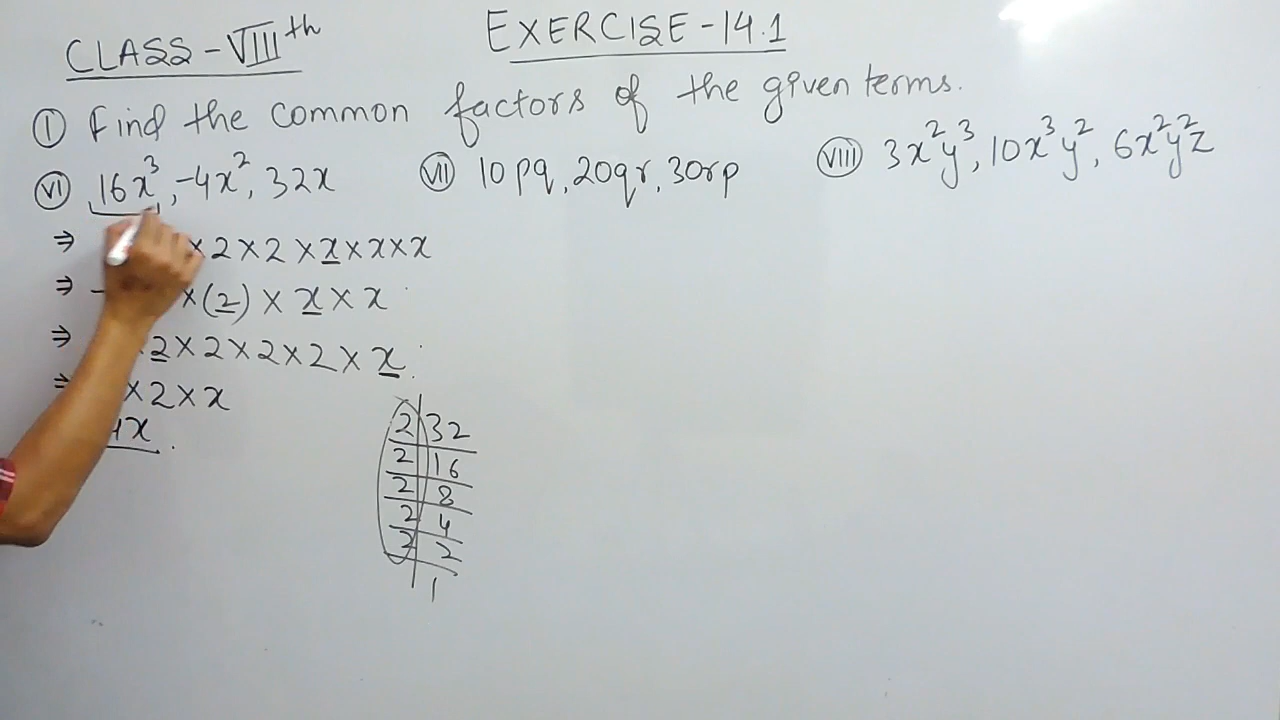 CLASS - VIIIth EXERCISE - 14.1
① Find the common factors of the given terms.
(VI) 16x³, -4x², 32x (VII) 10pq, 20qr, 30rp (VIII) 3x²y³, 10x³y², 6x²y²z
⇒ × 2 × 2 × x × x × x
⇒ - × (2) × x × x
⇒ × 2 × 2 × 2 × 2 × x
⇒ × 2 × x
4x
2 | 32
2 | 16
2 | 8
2 | 4
2 | 2
1